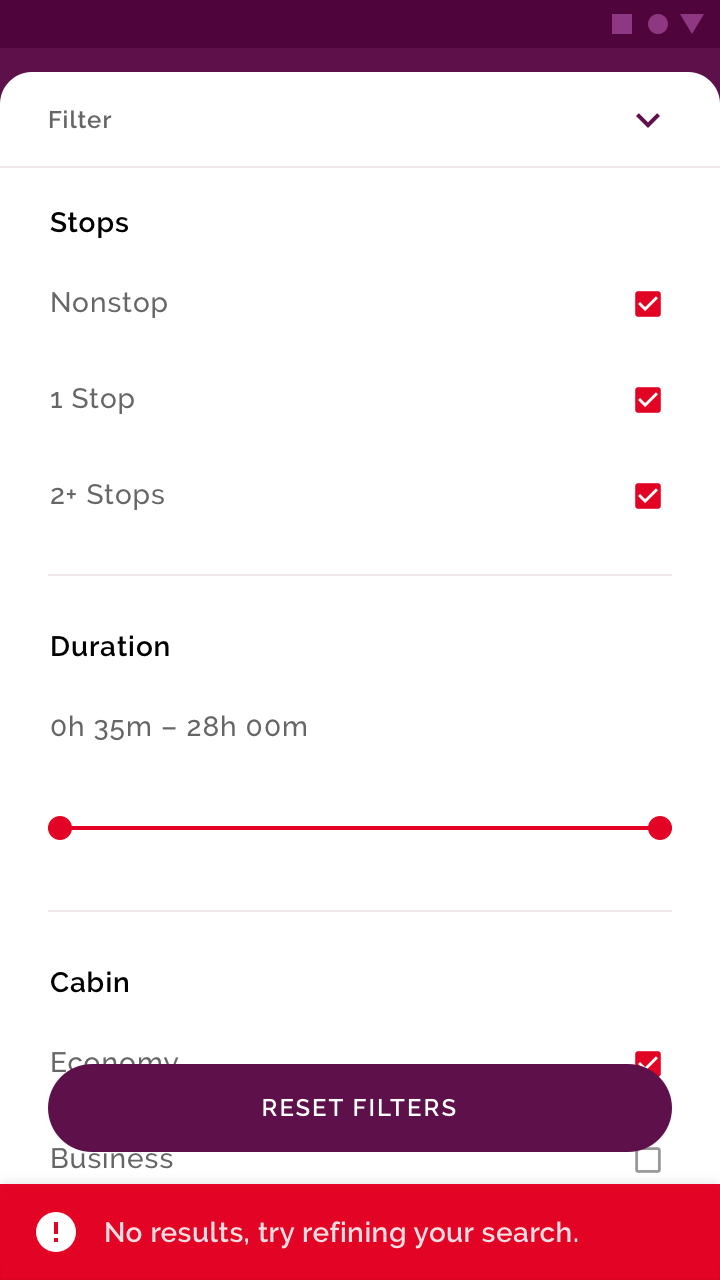 Filter
Stops
Nonstop
1 Stop
2+ Stops
Duration
0h 35m – 28h 00m
Cabin
Economy
RESET FILTERS
Business
No results, try refining your search.